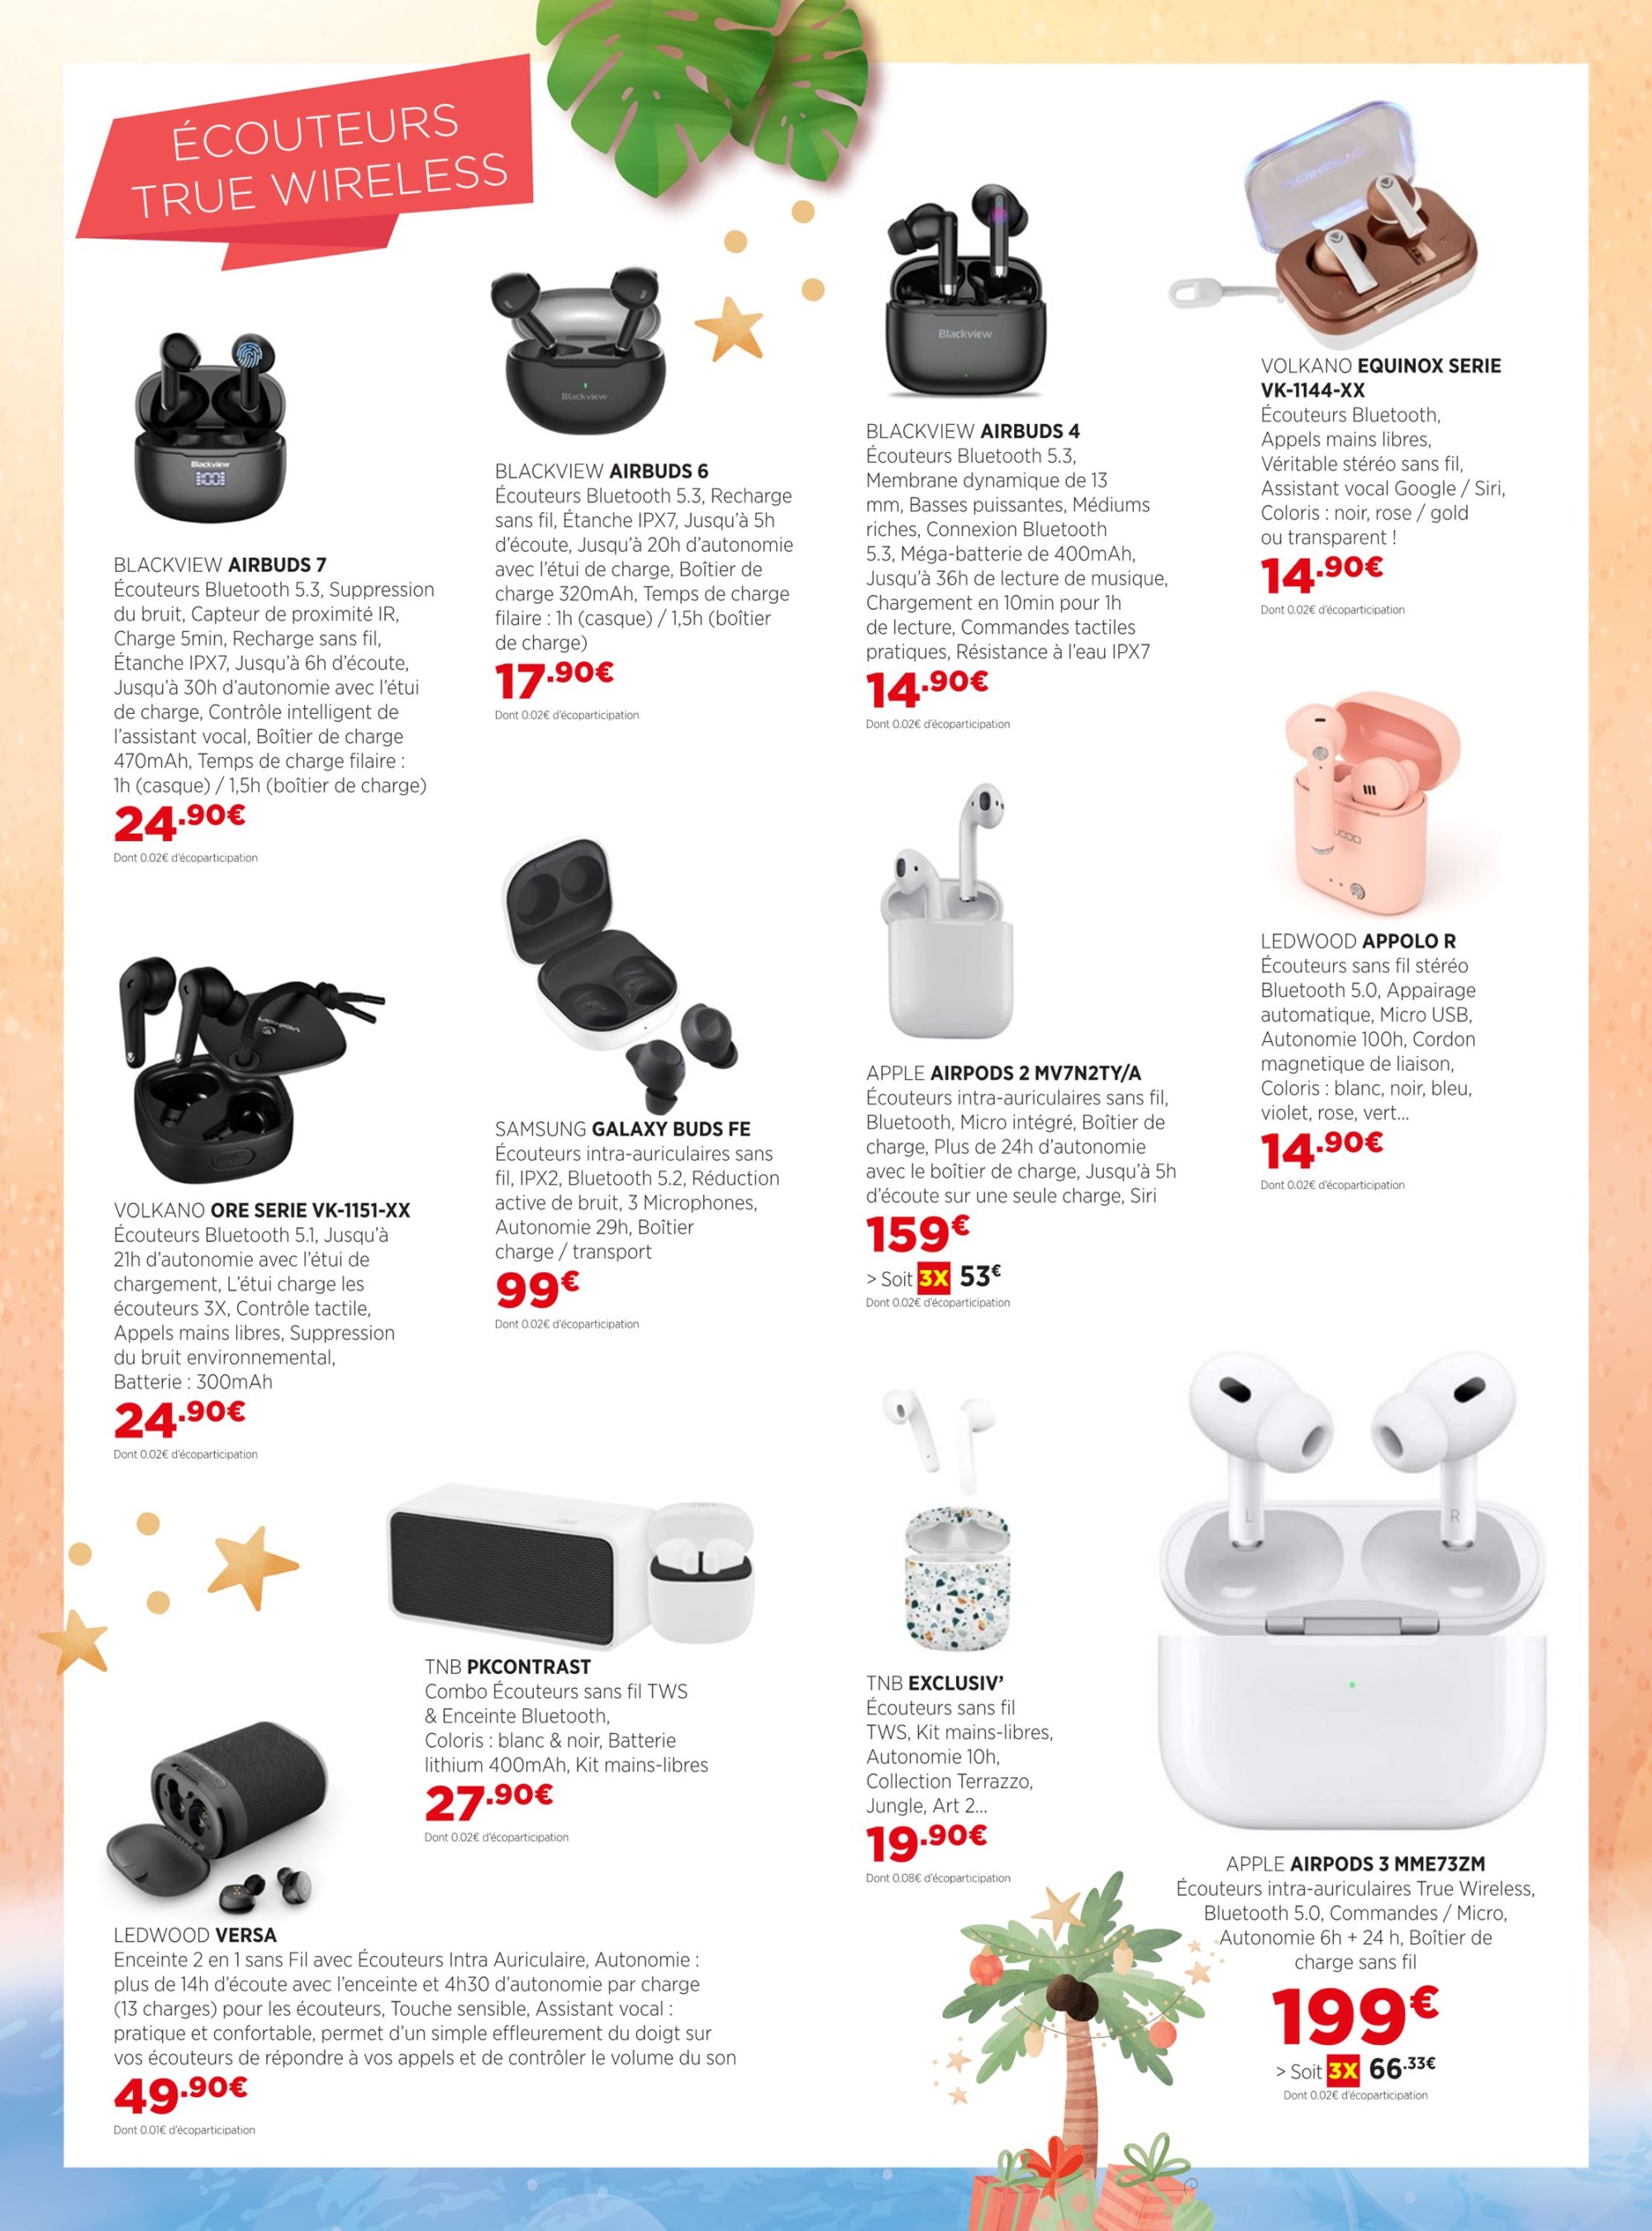 ÉCOUTEURS
TRUE WIRELESS
Blackview
BLACKVIEW AIRBUDS 7
Écouteurs Bluetooth 5.3, Suppression
du bruit, Capteur de proximité IR,
Charge 5min, Recharge sans fil,
Étanche IPX7, Jusqu'à 6h d'écoute,
Jusqu'à 30h d'autonomie avec l'étui
de charge, Contrôle intelligent de
l'assistant vocal, Boîtier de charge
470mAh, Temps de charge filaire :
1h (casque) / 1,5h (boîtier de charge)
24.90€
Dont 0.02€ d'écoparticipation
Blackview
BLACKVIEW AIRBUDS 6
Écouteurs Bluetooth 5.3, Recharge
sans fil, Étanche IPX7, Jusqu'à 5h
d'écoute, Jusqu'à 20h d'autonomie
avec l'étui de charge, Boîtier de
charge 320mAh, Temps de charge
filaire : 1h (casque) / 1,5h (boîtier
de charge)
17.90€
Dont 0.02€ d'écoparticipation
Blackview
BLACKVIEW AIRBUDS 4
Écouteurs Bluetooth 5.3,
Membrane dynamique de 13
mm, Basses puissantes, Médiums
riches, Connexion Bluetooth
5.3, Méga-batterie de 400mAh,
Jusqu'à 36h de lecture de musique,
Chargement en 10min pour 1h
de lecture, Commandes tactiles
pratiques, Résistance à l'eau IPX7
14.90€
Dont 0.02€ d'écoparticipation
VOLKANO EQUINOX SERIE
VK-1144-XX
Écouteurs Bluetooth,
Appels mains libres,
Véritable stéréo sans fil,
Assistant vocal Google / Siri,
Coloris : noir, rose / gold
ou transparent !
14.90€
Dont 0.02€ d'écoparticipation
VOLKANO ORE SERIE VK-1151-XX
Écouteurs Bluetooth 5.1, Jusqu'à
21h d'autonomie avec l'étui de
chargement, L'étui charge les
écouteurs 3X, Contrôle tactile,
Appels mains libres, Suppression
du bruit environnemental,
Batterie : 300mAh
24.90€
Dont 0.02€ d'écoparticipation
SAMSUNG GALAXY BUDS FE
Écouteurs intra-auriculaires sans
fil, IPX2, Bluetooth 5.2, Réduction
active de bruit, 3 Microphones,
Autonomie 29h, Boîtier
charge / transport
99€
Dont 0.02€ d'écoparticipation
APPLE AIRPODS 2 MV7N2TY/A
Écouteurs intra-auriculaires sans fil,
Bluetooth, Micro intégré, Boîtier de
charge, Plus de 24h d'autonomie
avec le boîtier de charge, Jusqu'à 5h
d'écoute sur une seule charge, Siri
159€
> Soit 3X 53€
Dont 0.02€ d'écoparticipation
LEDWOOD APPOLO R
Écouteurs sans fil stéréo
Bluetooth 5.0, Appairage
automatique, Micro USB,
Autonomie 100h, Cordon
magnetique de liaison,
Coloris : blanc, noir, bleu,
violet, rose, vert...
14.90€
Dont 0.02€ d'écoparticipation
TNB PKCONTRAST
Combo Écouteurs sans fil TWS
& Enceinte Bluetooth,
Coloris : blanc & noir, Batterie
lithium 400mAh, Kit mains-libres
27.90€
Dont 0.02€ d'écoparticipation
TNB EXCLUSIV'
Écouteurs sans fil
TWS, Kit mains-libres,
Autonomie 10h,
Collection Terrazzo,
Jungle, Art 2...
19.90€
Dont 0.08€ d'écoparticipation
LEDWOOD VERSA
Enceinte 2 en 1 sans Fil avec Écouteurs Intra Auriculaire, Autonomie :
plus de 14h d'écoute avec l'enceinte et 4h30 d'autonomie par charge
(13 charges) pour les écouteurs, Touche sensible, Assistant vocal :
pratique et confortable, permet d'un simple effleurement du doigt sur
vos écouteurs de répondre à vos appels et de contrôler le volume du son
49.90€
Dont 0.01€ d'écoparticipation
L R
APPLE AIRPODS 3 MME73ZM
Écouteurs intra-auriculaires True Wireless,
Bluetooth 5.0, Commandes / Micro,
Autonomie 6h + 24 h, Boîtier de
charge sans fil
199€
> Soit 3X 66.33€
Dont 0.02€ d'écoparticipation